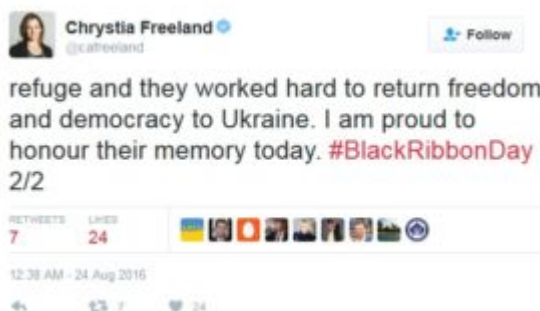 Chrystia Freeland
@cafreeland
Follow
refuge and they worked hard to return freedom
and democracy to Ukraine. I am proud to
honour their memory today. #BlackRibbonDay
2/2
RETWEETS LIKES
7 24
12:38 AM - 24 Aug 2016
7 24